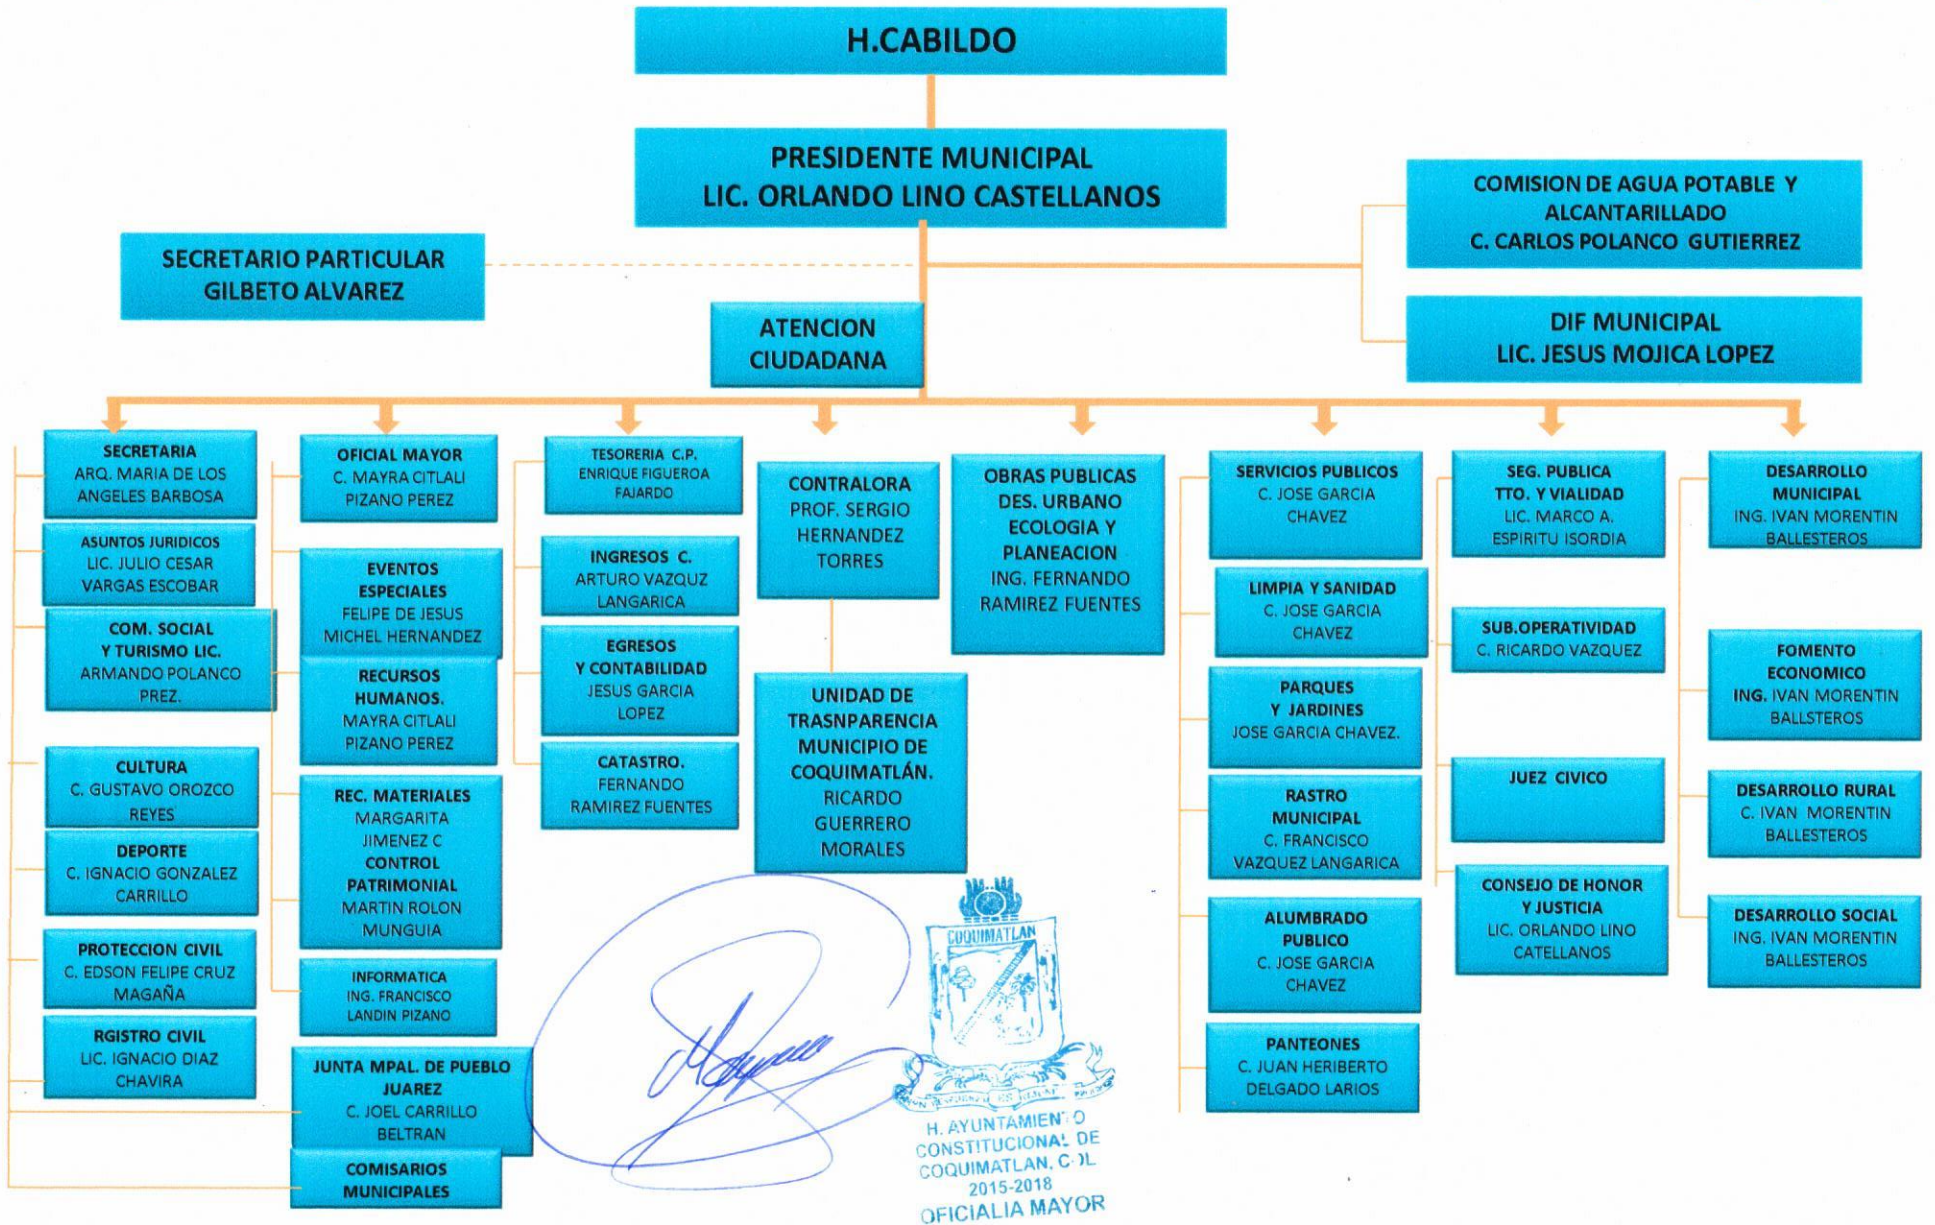 H.CABILDO
PRESIDENTE MUNICIPAL
LIC. ORLANDO LINO CASTELLANOS
COMISION DE AGUA POTABLE Y
ALCANTARILLADO
C. CARLOS POLANCO GUTIERREZ
SECRETARIO PARTICULAR
GILBETO ALVAREZ
ATENCION
CIUDADANA
DIF MUNICIPAL
LIC. JESUS MOJICA LOPEZ
SECRETARIA
ARQ. MARIA DE LOS
ANGELES BARBOSA
ASUNTOS JURIDICOS
LIC. JULIO CESAR
VARGAS ESCOBAR
COM. SOCIAL
Y TURISMO LIC.
ARMANDO POLANCO
PREZ.
CULTURA
C. GUSTAVO OROZCO
REYES
DEPORTE
C. IGNACIO GONZALEZ
CARRILLO
PROTECCION CIVIL
C. EDSON FELIPE CRUZ
MAGAÑA
RGISTRO CIVIL
LIC. IGNACIO DIAZ
CHAVIRA
OFICIAL MAYOR
C. MAYRA CITLALI
PIZANO PEREZ
EVENTOS
ESPECIALES
FELIPE DE JESUS
MICHEL HERNANDEZ
RECURSOS
HUMANOS.
MAYRA CITLALI
PIZANO PEREZ
REC. MATERIALES
MARGARITA
JIMENEZ C
CONTROL
PATRIMONIAL
MARTIN ROLON
MUNGUIA
INFORMATICA
ING. FRANCISCO
LANDIN PIZANO
JUNTA MPAL. DE PUEBLO
JUAREZ
C. JOEL CARRILLO
BELTRAN
COMISARIOS
MUNICIPALES
TESORERIA C.P.
ENRIQUE FIGUEROA
FAJARDO
INGRESOS C.
ARTURO VAZQUZ
LANGARICA
EGRESOS
Y CONTABILIDAD
JESUS GARCIA
LOPEZ
CATASTRO.
FERNANDO
RAMIREZ FUENTES
CONTRALORA
PROF. SERGIO
HERNANDEZ
TORRES
UNIDAD DE
TRASNPARENCIA
MUNICIPIO DE
COQUIMATLÁN.
RICARDO
GUERRERO
MORALES
OBRAS PUBLICAS
DES. URBANO
ECOLOGIA Y
PLANEACION
ING. FERNANDO
RAMIREZ FUENTES
SERVICIOS PUBLICOS
C. JOSE GARCIA
CHAVEZ
LIMPIA Y SANIDAD
C. JOSE GARCIA
CHAVEZ
PARQUES
Y JARDINES
JOSE GARCIA CHAVEZ.
RASTRO
MUNICIPAL
C. FRANCISCO
VAZQUEZ LANGARICA
ALUMBRADO
PUBLICO
C. JOSE GARCIA
CHAVEZ
PANTEONES
C. JUAN HERIBERTO
DELGADO LARIOS
SEG. PUBLICA
TTO. Y VIALIDAD
LIC. MARCO A.
ESPIRITU ISORDIA
SUB.OPERATIVIDAD
C. RICARDO VAZQUEZ
JUEZ CIVICO
CONSEJO DE HONOR
Y JUSTICIA
LIC. ORLANDO LINO
CATELLANOS
DESARROLLO
MUNICIPAL
ING. IVAN MORENTIN
BALLESTEROS
FOMENTO
ECONOMICO
ING. IVAN MORENTIN
BALLSTEROS
DESARROLLO RURAL
C. IVAN MORENTIN
BALLESTEROS
DESARROLLO SOCIAL
ING. IVAN MORENTIN
BALLESTEROS
COQUIMATLAN
H. AYUNTAMIENTO
CONSTITUCIONAL DE
COQUIMATLAN, COL
2015-2018
OFICIALIA MAYOR